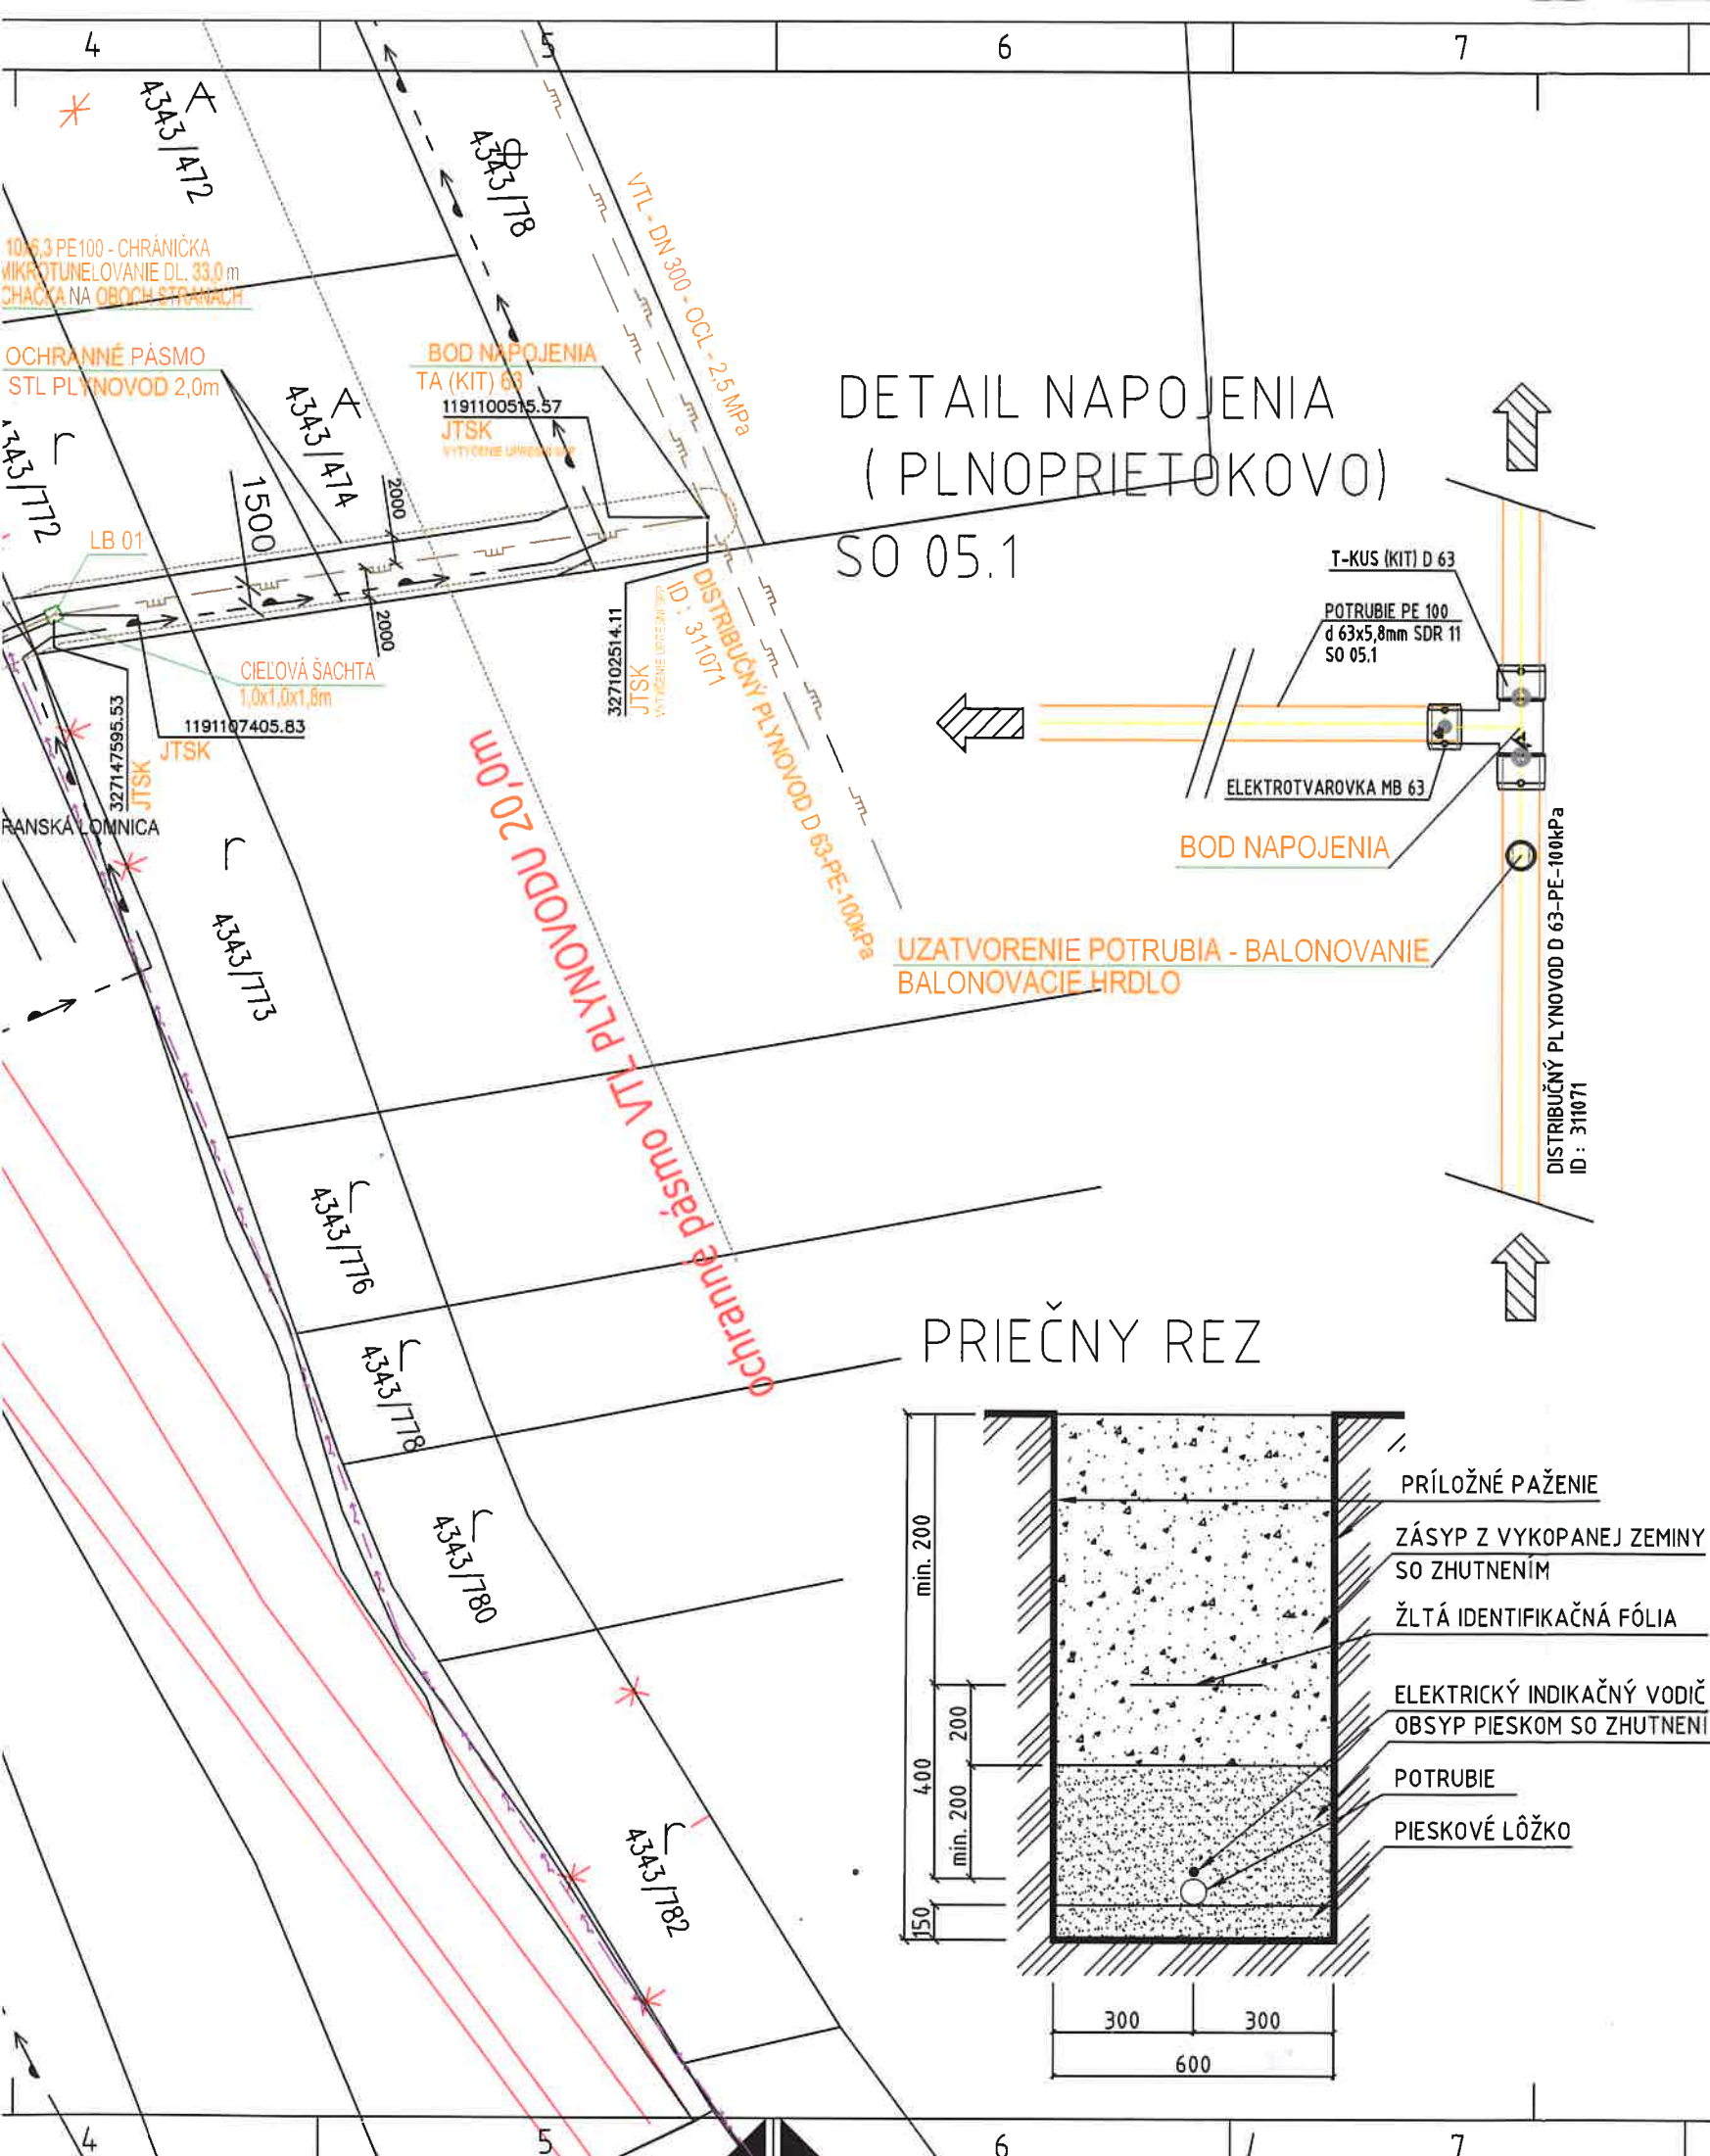 4
5
6
7
4343/472
A
4343/78
10x6,3 PE100 - CHRÁNIČKA
MIKROTUNELOVANIE DL. 33,0 m
CHAČKA NA OBOCH STRANÁCH
OCHRANNÉ PÁSMO
STL PLYNOVOD 2,0m
VTL - DN 300 - OCL - 2,5 MPa
BOD NAPOJENIA
TA (KIT) 63
1191100515.57
JTSK
4343/474
A
4343/772
1500
2000
2000
LB 01
CIEĽOVÁ ŠACHTA
1,0x1,0x1,8m
1191107405.83
JTSK
327147595.53
JTSK
RANSKÁ LOMNICA
327102514.11
JTSK
DISTRIBUČNÝ PLYNOVOD D 63-PE-100kPa
ID : 311071
ochranne pásmo VTL PLYNOVODU 20,0m
4343/773
4343/776
4343/778
4343/780
4343/782
DETAIL NAPOJENIA
( PLNOPRIETOKOVO)
SO 05.1
T-KUS (KIT) D 63
POTRUBIE PE 100
d 63x5,8mm SDR 11
SO 05.1
ELEKTROTVAROVKA MB 63
BOD NAPOJENIA
UZATVORENIE POTRUBIA - BALONOVANIE
BALONOVACIE HRDLO
DISTRIBUČNÝ PLYNOVOD D 63-PE-100kPa
ID : 311071
PRIEČNY REZ
PRÍLOŽNÉ PAŽENIE
ZÁSYP Z VYKOPANEJ ZEMINY
SO ZHUTNENÍM
ŽLTÁ IDENTIFIKAČNÁ FÓLIA
ELEKTRICKÝ INDIKAČNÝ VODIČ
OBSYP PIESKOM SO ZHUTNENÍ
POTRUBIE
PIESKOVÉ LÔŽKO
min. 200
200
400
min. 200
150
300
300
600
4
5
6
7